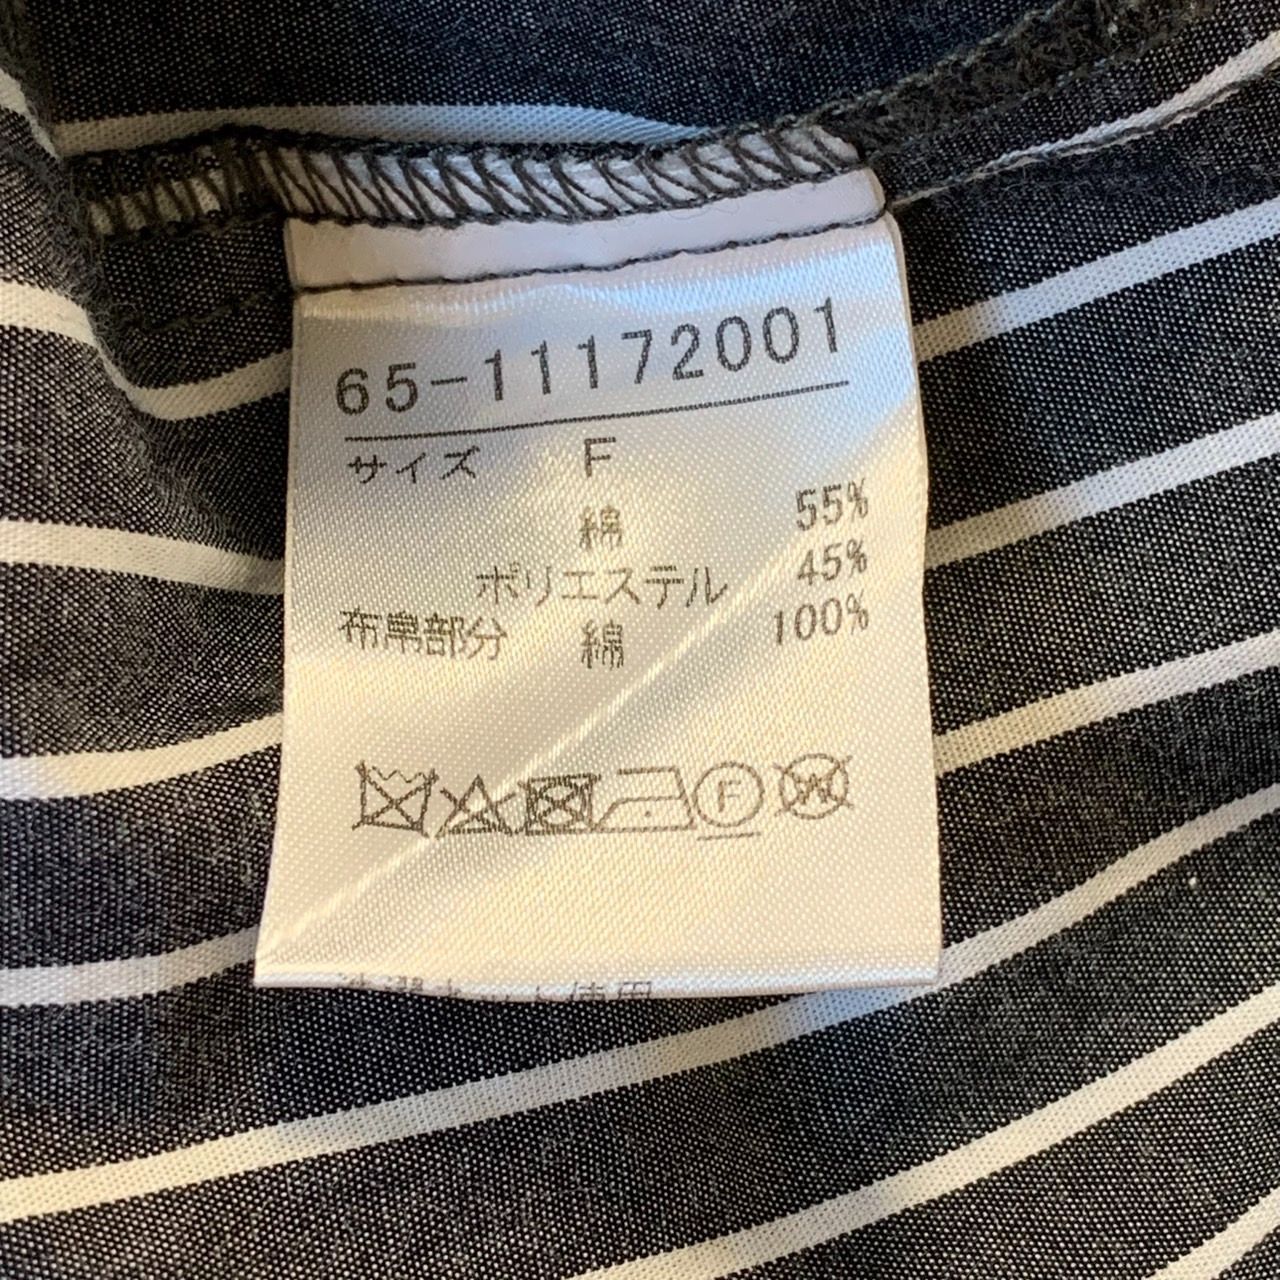 65-11172001
サイズ F
綿 55%
ポリエステル 45%
布帛部分 綿 100%
F
W